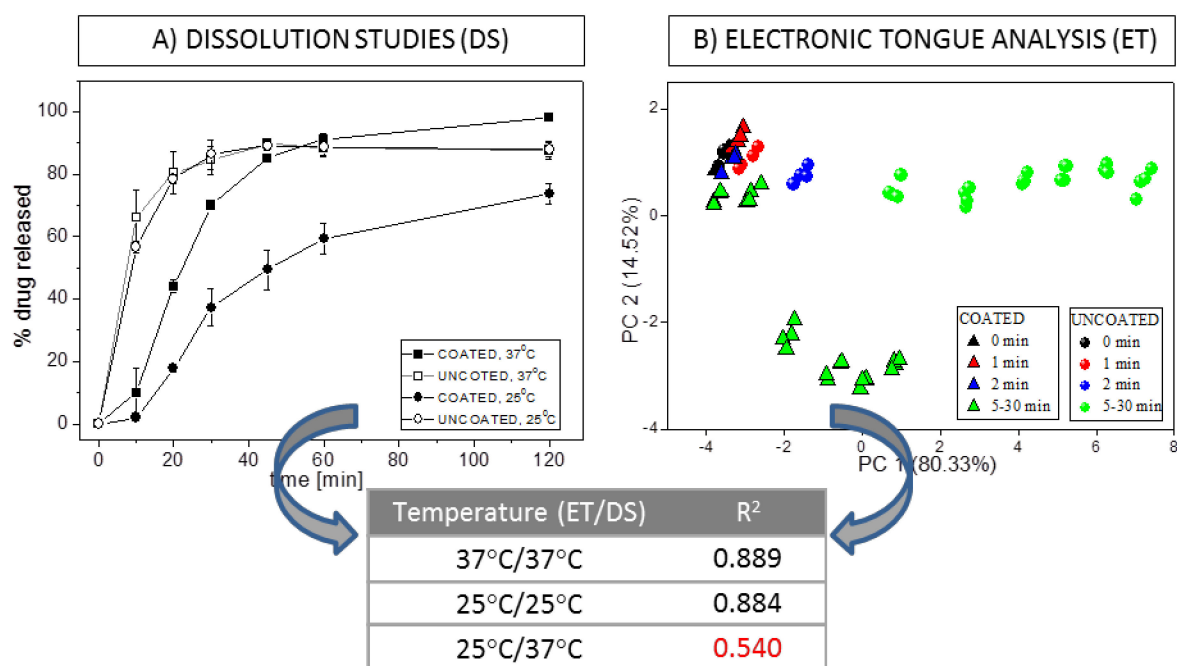 A) DISSOLUTION STUDIES (DS)
B) ELECTRONIC TONGUE ANALYSIS (ET)
% drug released
100
80
60
40
20
0
0
20
40
60
80
100
120
time [min]
COATED, 37⁰C
UNCOTED, 37⁰C
COATED, 25⁰C
UNCOATED, 25⁰C
PC 2 (14.52%)
2
0
-2
-4
-4
-2
0
2
4
6
8
PC 1 (80.33%)
COATED
0 min
1 min
2 min
5-30 min
UNCOATED
0 min
1 min
2 min
5-30 min
Temperature (ET/DS) R²
37°C/37°C 0.889
25°C/25°C 0.884
25°C/37°C 0.540